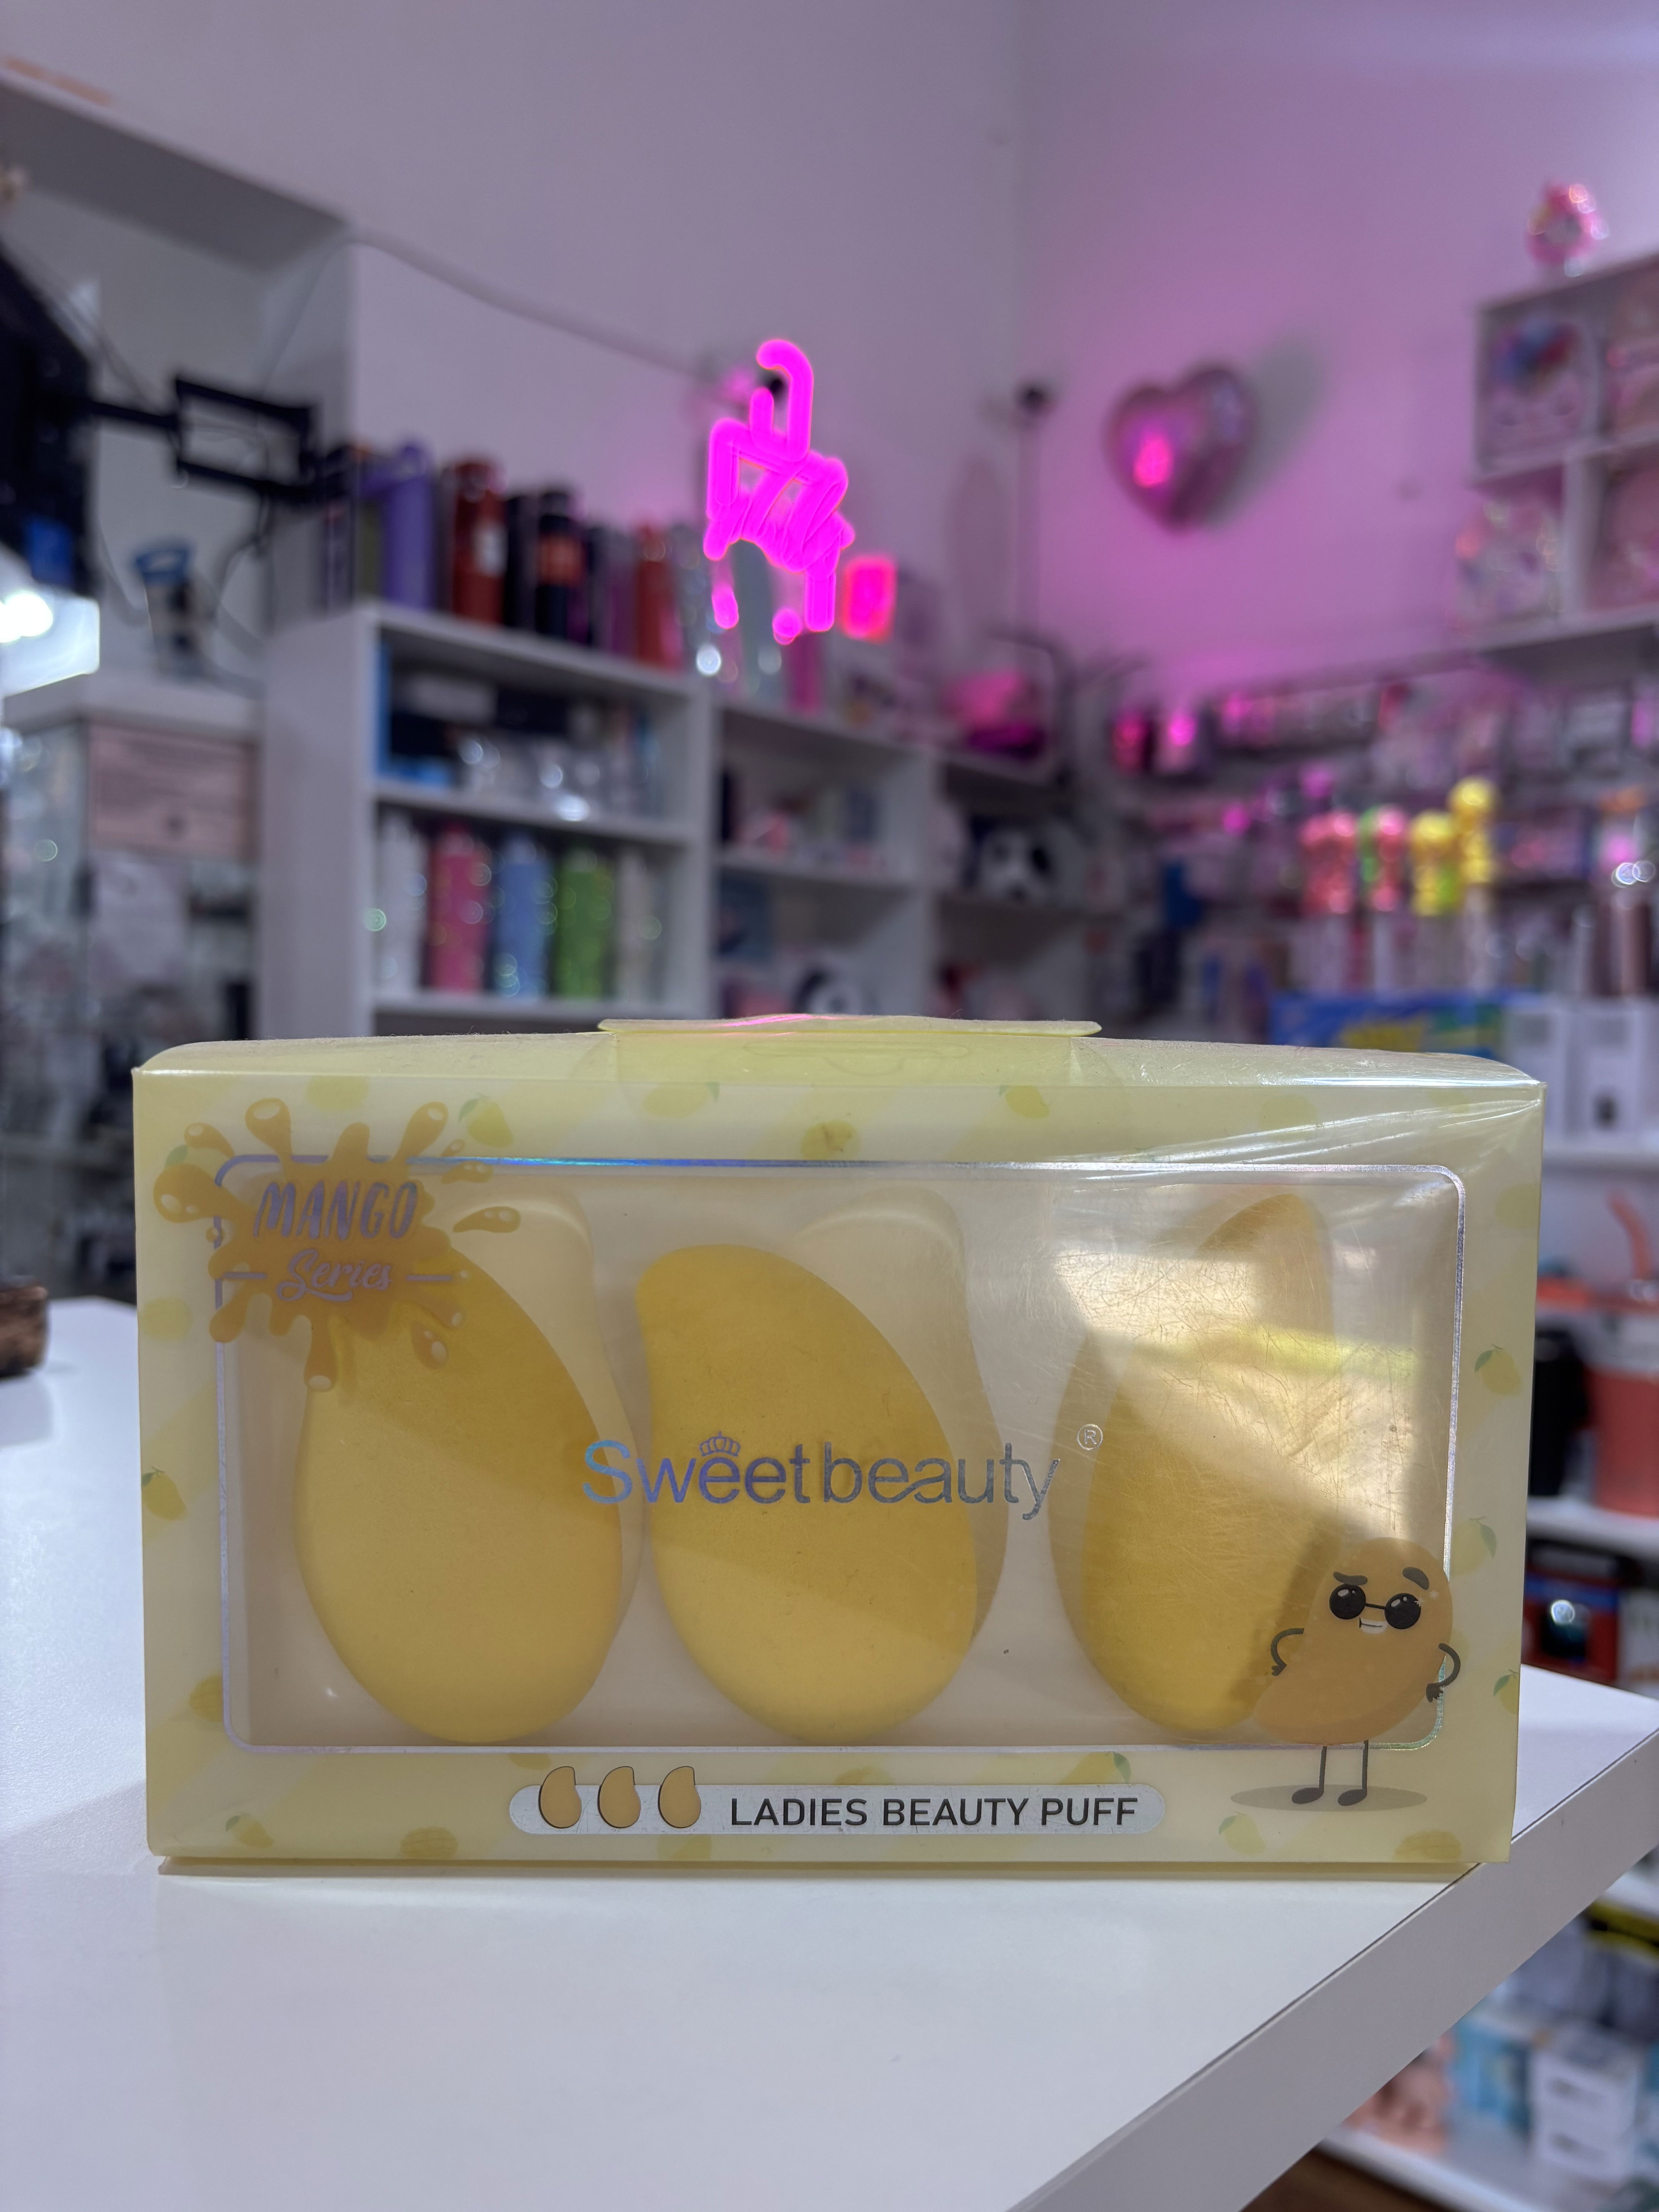 MANGO
Series
Sweetbeauty®
LADIES BEAUTY PUFF